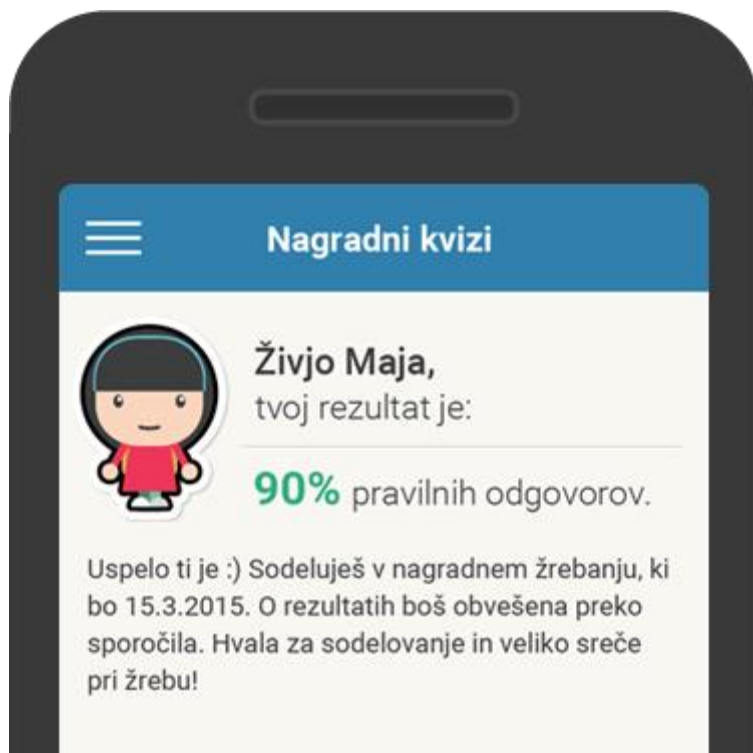 Nagradni kvizi
Živjo Maja,
tvoj rezultat je:
90% pravilnih odgovorov.
Uspelo ti je :) Sodeluješ v nagradnem žrebanju, ki
bo 15.3.2015. O rezultatih boš obvešena preko
sporočila. Hvala za sodelovanje in veliko sreče
pri žrebu!